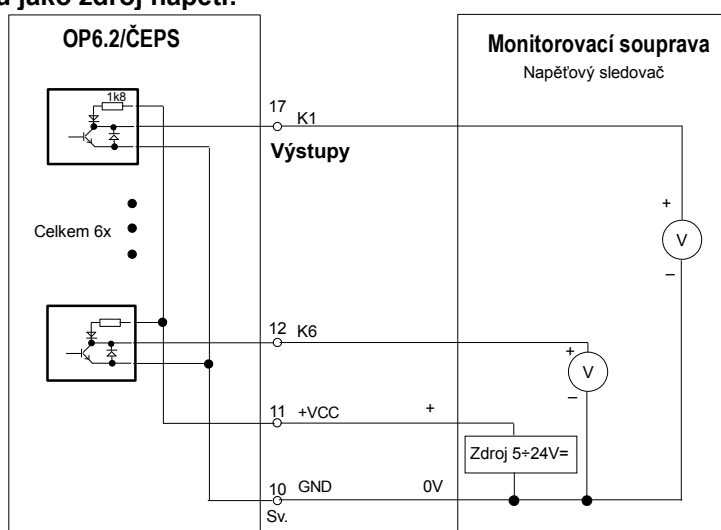 jako zdroj napětí.
OP6.2/ČEPS
Monitorovací souprava
Napěťový sledovač
1k8
17
K1
Výstupy
+
V
–
Celkem 6x
12 K6
+
V
–
11 +VCC +
Zdroj 5÷24V=
10 GND 0V
Sv.